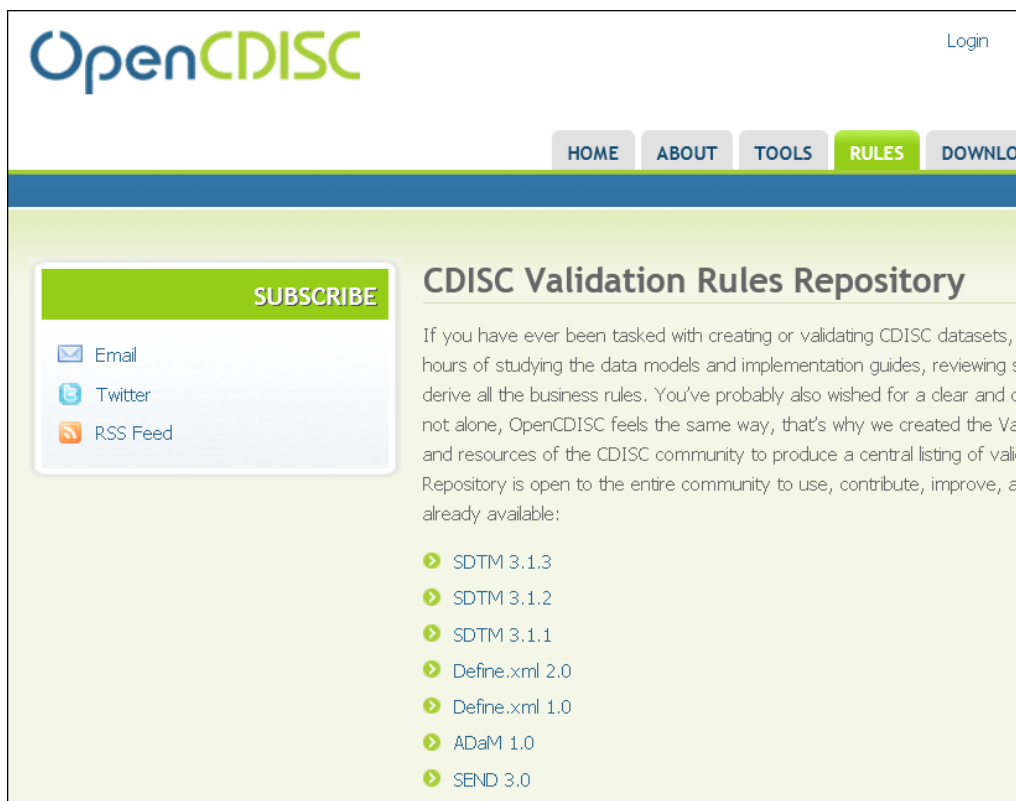 OpenCDISC
Login
HOME ABOUT TOOLS RULES
SUBSCRIBE
Email
Twitter
RSS Feed
CDISC Validation Rules Repository
If you have ever been tasked with creating or validating CDISC datasets,
hours of studying the data models and implementation guides, reviewing
derive all the business rules. You've probably also wished for a clear and
not alone, OpenCDISC feels the same way, that's why we created the
and resources of the CDISC community to produce a central listing of
Repository is open to the entire community to use, contribute, improve,
already available:
SDTM 3.1.3
SDTM 3.1.2
SDTM 3.1.1
Define.xml 2.0
Define.xml 1.0
ADaM 1.0
SEND 3.0